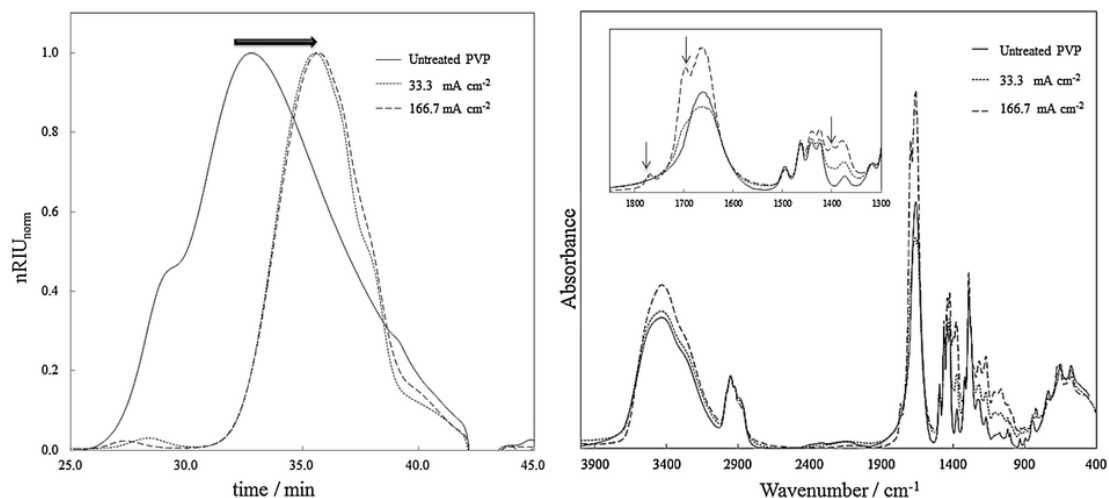 1.0
0.8
0.6
0.4
0.2
0.0
nRIUnorm
25.0 30.0 35.0 40.0 45.0
time / min
Untreated PVP
33.3 mA cm-2
166.7 mA cm-2
Absorbance
3900 3400 2900 2400 1900 1400 900 400
Wavenumber / cm-1
1800 1700 1600 1500 1400 1300
Untreated PVP
33.3 mA cm-2
166.7 mA cm-2